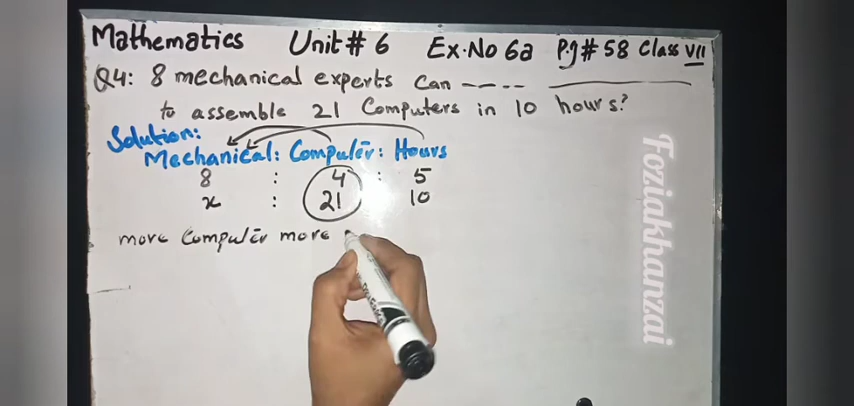 Mathematics Unit # 6 Ex.No 6a P.g # 58 Class VII
Q4: 8 mechanical experts can ----- ______
to assemble 21 Computers in 10 hours?
Solution:
Mechanical: Computer: Hours
8 : 4 : 5
x : 21 10
more Computer more
Foziakhanzai